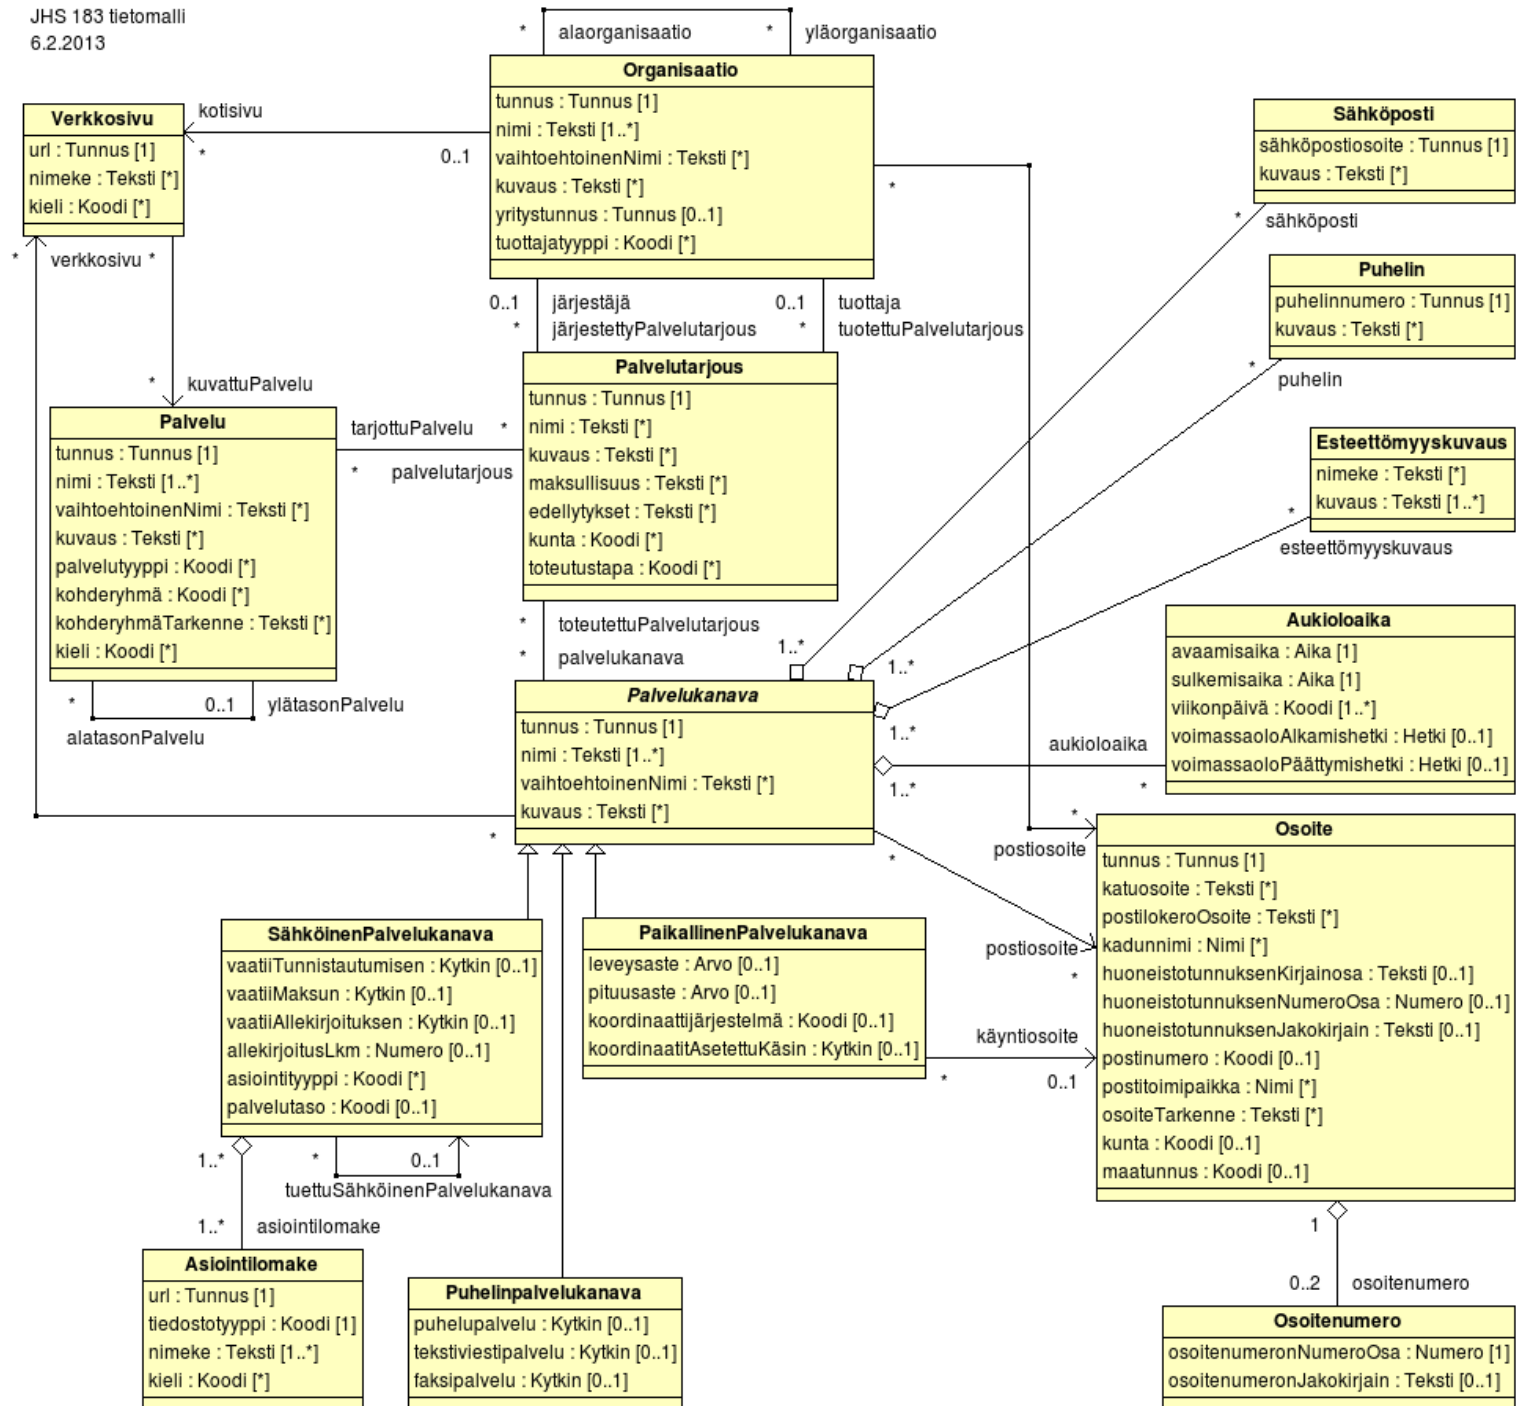 JHS 183 tietomalli
6.2.2013
* alaorganisaatio
* yläorganisaatio
Organisaatio
tunnus : Tunnus [1]
nimi : Teksti [1..*]
vaihtoehtoinenNimi : Teksti [*]
kuvaus : Teksti [*]
yritystunnus : Tunnus [0..1]
tuottajatyyppi : Koodi [*]
kotisivu
*
0..1
*
Verkkosivu
url : Tunnus [1]
nimeke : Teksti [*]
kieli : Koodi [*]
* verkkosivu *
* kuvattuPalvelu
Sähköposti
sähköpostiosoite : Tunnus [1]
kuvaus : Teksti [*]
* sähköposti
Puhelin
puhelinnumero : Tunnus [1]
kuvaus : Teksti [*]
* puhelin
0..1 järjestäjä
* järjestettyPalvelutarjous
0..1 tuottaja
* tuotettuPalvelutarjous
Palvelutarjous
tunnus : Tunnus [1]
nimi : Teksti [*]
kuvaus : Teksti [*]
maksullisuus : Teksti [*]
edellytykset : Teksti [*]
kunta : Koodi [*]
toteutustapa : Koodi [*]
tarjottuPalvelu *
* palvelutarjous
Palvelu
tunnus : Tunnus [1]
nimi : Teksti [1..*]
vaihtoehtoinenNimi : Teksti [*]
kuvaus : Teksti [*]
palvelutyyppi : Koodi [*]
kohderyhmä : Koodi [*]
kohderyhmäTarkenne : Teksti [*]
kieli : Koodi [*]
* 0..1 ylätasonPalvelu
alatasonPalvelu
Esteettömyyskuvaus
nimeke : Teksti [*]
kuvaus : Teksti [1..*]
*
esteettömyyskuvaus
* toteutettuPalvelutarjous
* palvelukanava
1..*
1..*
1..*
1..*
Palvelukanava
tunnus : Tunnus [1]
nimi : Teksti [1..*]
vaihtoehtoinenNimi : Teksti [*]
kuvaus : Teksti [*]
*
*
Aukioloaika
avaamisaika : Aika [1]
sulkemisaika : Aika [1]
viikonpäivä : Koodi [1..*]
voimassaoloAlkamishetki : Hetki [0..1]
voimassaoloPäättymishetki : Hetki [0..1]
aukioloaika
*
*
postiosoite
Osoite
tunnus : Tunnus [1]
katuosoite : Teksti [*]
postilokeroOsoite : Teksti [*]
kadunnimi : Nimi [*]
huoneistotunnuksenKirjainosa : Teksti [0..1]
huoneistotunnuksenNumeroOsa : Numero [0..1]
huoneistotunnuksenJakokirjain : Teksti [0..1]
postinumero : Koodi [0..1]
postitoimipaikka : Nimi [*]
osoiteTarkenne : Teksti [*]
kunta : Koodi [0..1]
maatunnus : Koodi [0..1]
postiosoite
*
käyntiosoite
* 0..1
SähköinenPalvelukanava
vaatiiTunnistautumisen : Kytkin [0..1]
vaatiiMaksun : Kytkin [0..1]
vaatiiAllekirjoituksen : Kytkin [0..1]
allekirjoitusLkm : Numero [0..1]
asiointityyppi : Koodi [*]
palvelutaso : Koodi [0..1]
PaikallinenPalvelukanava
leveysaste : Arvo [0..1]
pituusaste : Arvo [0..1]
koordinaattijärjestelmä : Koodi [0..1]
koordinaatitAsetettuKäsin : Kytkin [0..1]
1..* * 0..1
tuettuSähköinenPalvelukanava
1..* asiointilomake
Asiointilomake
url : Tunnus [1]
tiedostotyyppi : Koodi [1]
nimeke : Teksti [1..*]
kieli : Koodi [*]
Puhelinpalvelukanava
puhelupalvelu : Kytkin [0..1]
tekstiviestipalvelu : Kytkin [0..1]
faksipalvelu : Kytkin [0..1]
1
0..2 osoitenumero
Osoitenumero
osoitenumeronNumeroOsa : Numero [1]
osoitenumeronJakokirjain : Teksti [0..1]